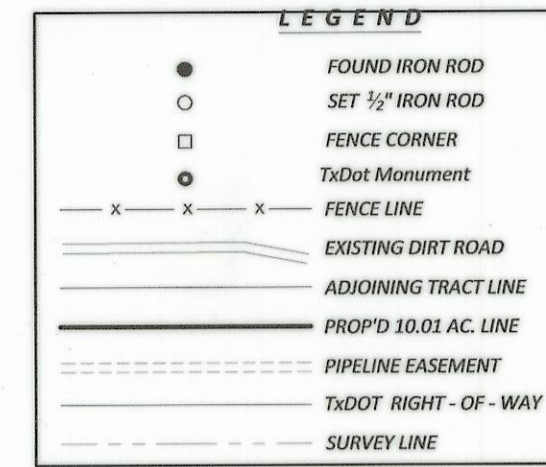 LEGEND
FOUND IRON ROD
SET ½" IRON ROD
FENCE CORNER
TxDot Monument
x x x FENCE LINE
EXISTING DIRT ROAD
ADJOINING TRACT LINE
PROP'D 10.01 AC. LINE
PIPELINE EASEMENT
TxDOT RIGHT - OF - WAY
SURVEY LINE